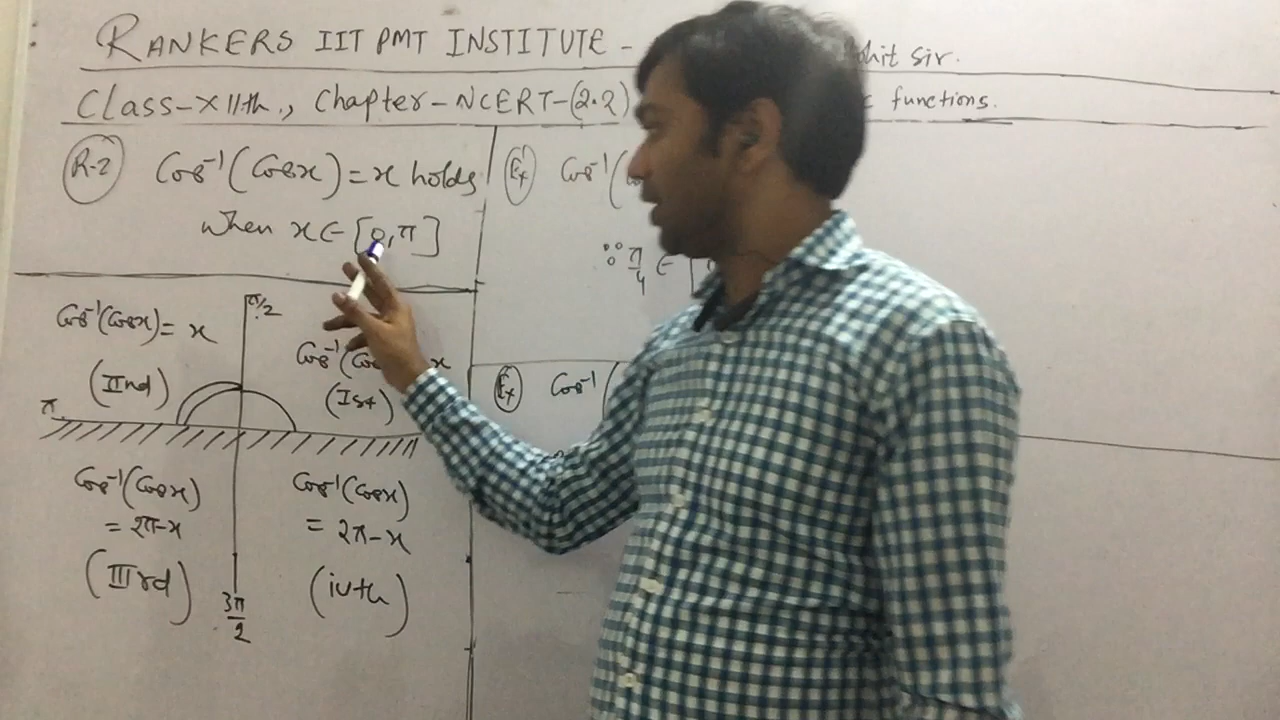 RANKERS IIT PMT INSTITUTE -
hit Sir.
Class-XIIth., Chapter-NCERT-(2.2)
functions.
R-2
Cos⁻¹(Cosx)=x holds
When x∈[0,π]
Ex
Cos⁻¹(
∵ π/4 ∈ [
Cos⁻¹(Cosx)= x
(IInd)
π/2
Cos⁻¹(Co x
(Ist)
π
Ex
Cos⁻¹(
Cos⁻¹(Cosx)
= 2π-x
(IIIrd)
Cos⁻¹(Cosx)
= 2π-x
(ivth)
3π/2